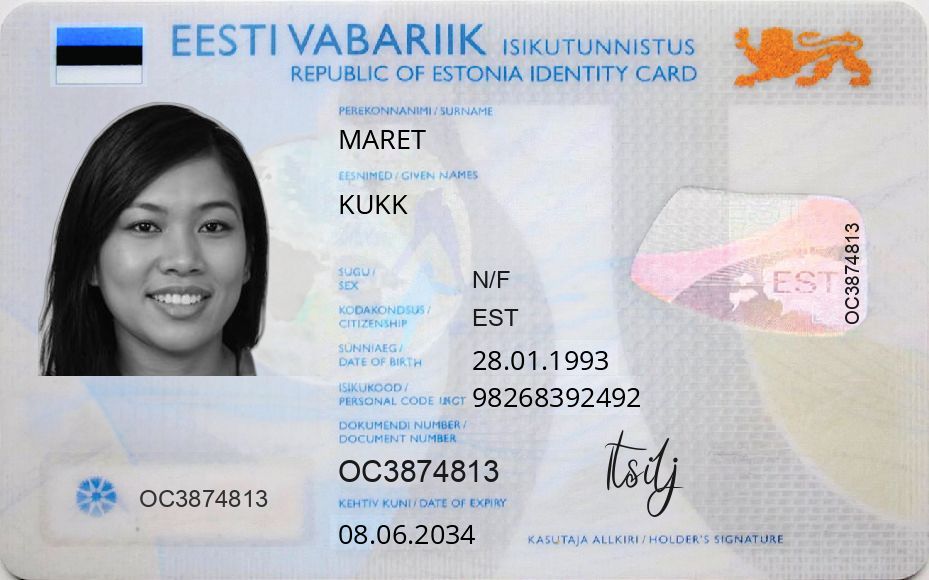 EESTI VABARIIK ISIKUTUNNISTUS
REPUBLIC OF ESTONIA IDENTITY CARD
PEREKONNANIMI / SURNAME
MARET
EESNIMED / GIVEN NAMES
KUKK
SUGU /
SEX
N/F
KODAKONDSUS /
CITIZENSHIP
EST
SÜNNIAEG /
DATE OF BIRTH
28.01.1993
ISIKUKOOD /
PERSONAL CODE
98268392492
DOKUMENDI NUMBER /
DOCUMENT NUMBER
OC3874813
KEHTIV KUNI / DATE OF EXPIRY
08.06.2034
KASUTAJA ALLKIRI / HOLDER'S SIGNATURE
OC3874813
EST
OC3874813